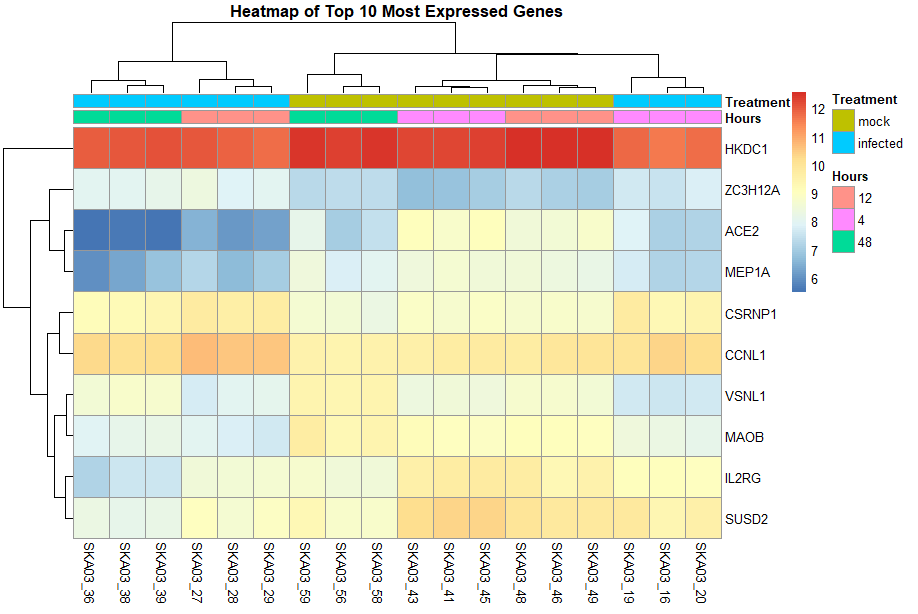 Heatmap of Top 10 Most Expressed Genes
Treatment
Hours
HKDC1
ZC3H12A
ACE2
MEP1A
CSRNP1
CCNL1
VSNL1
MAOB
IL2RG
SUSD2
SKA03_36
SKA03_38
SKA03_39
SKA03_27
SKA03_28
SKA03_29
SKA03_59
SKA03_56
SKA03_58
SKA03_43
SKA03_41
SKA03_45
SKA03_48
SKA03_46
SKA03_49
SKA03_19
SKA03_16
SKA03_20
12
11
10
9
8
7
6
Treatment
mock
infected
Hours
12
4
48